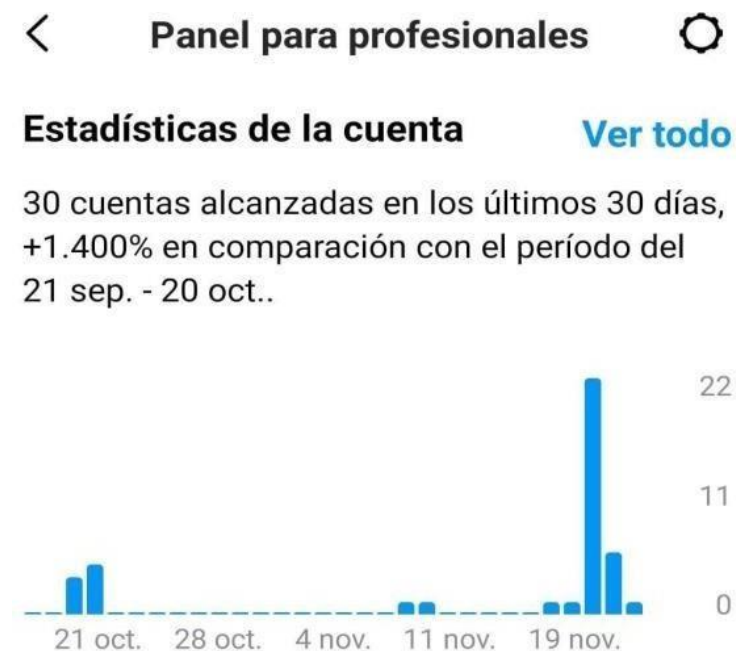 Panel para profesionales
Estadísticas de la cuenta
Ver todo
30 cuentas alcanzadas en los últimos 30 días,
+1.400% en comparación con el período del
21 sep. - 20 oct..
22
11
0
21 oct. 28 oct. 4 nov. 11 nov. 19 nov.